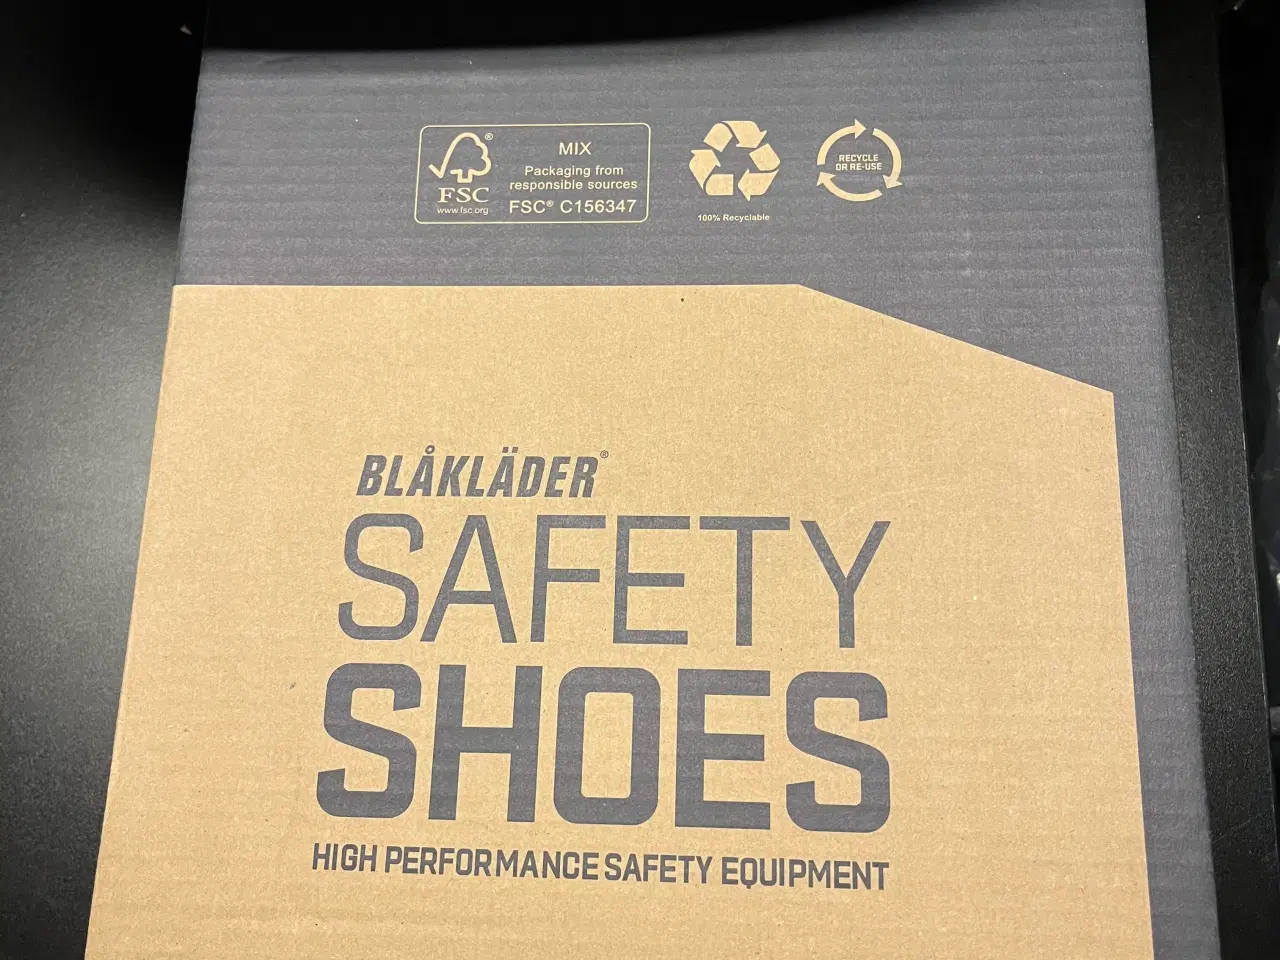 MIX
Packaging from
responsible sources
FSC® C156347
®
FSC
www.fsc.org
100% Recyclable
RECYCLE
OR RE-USE
BLÅKLÄDER®
SAFETY
SHOES
HIGH PERFORMANCE SAFETY EQUIPMENT